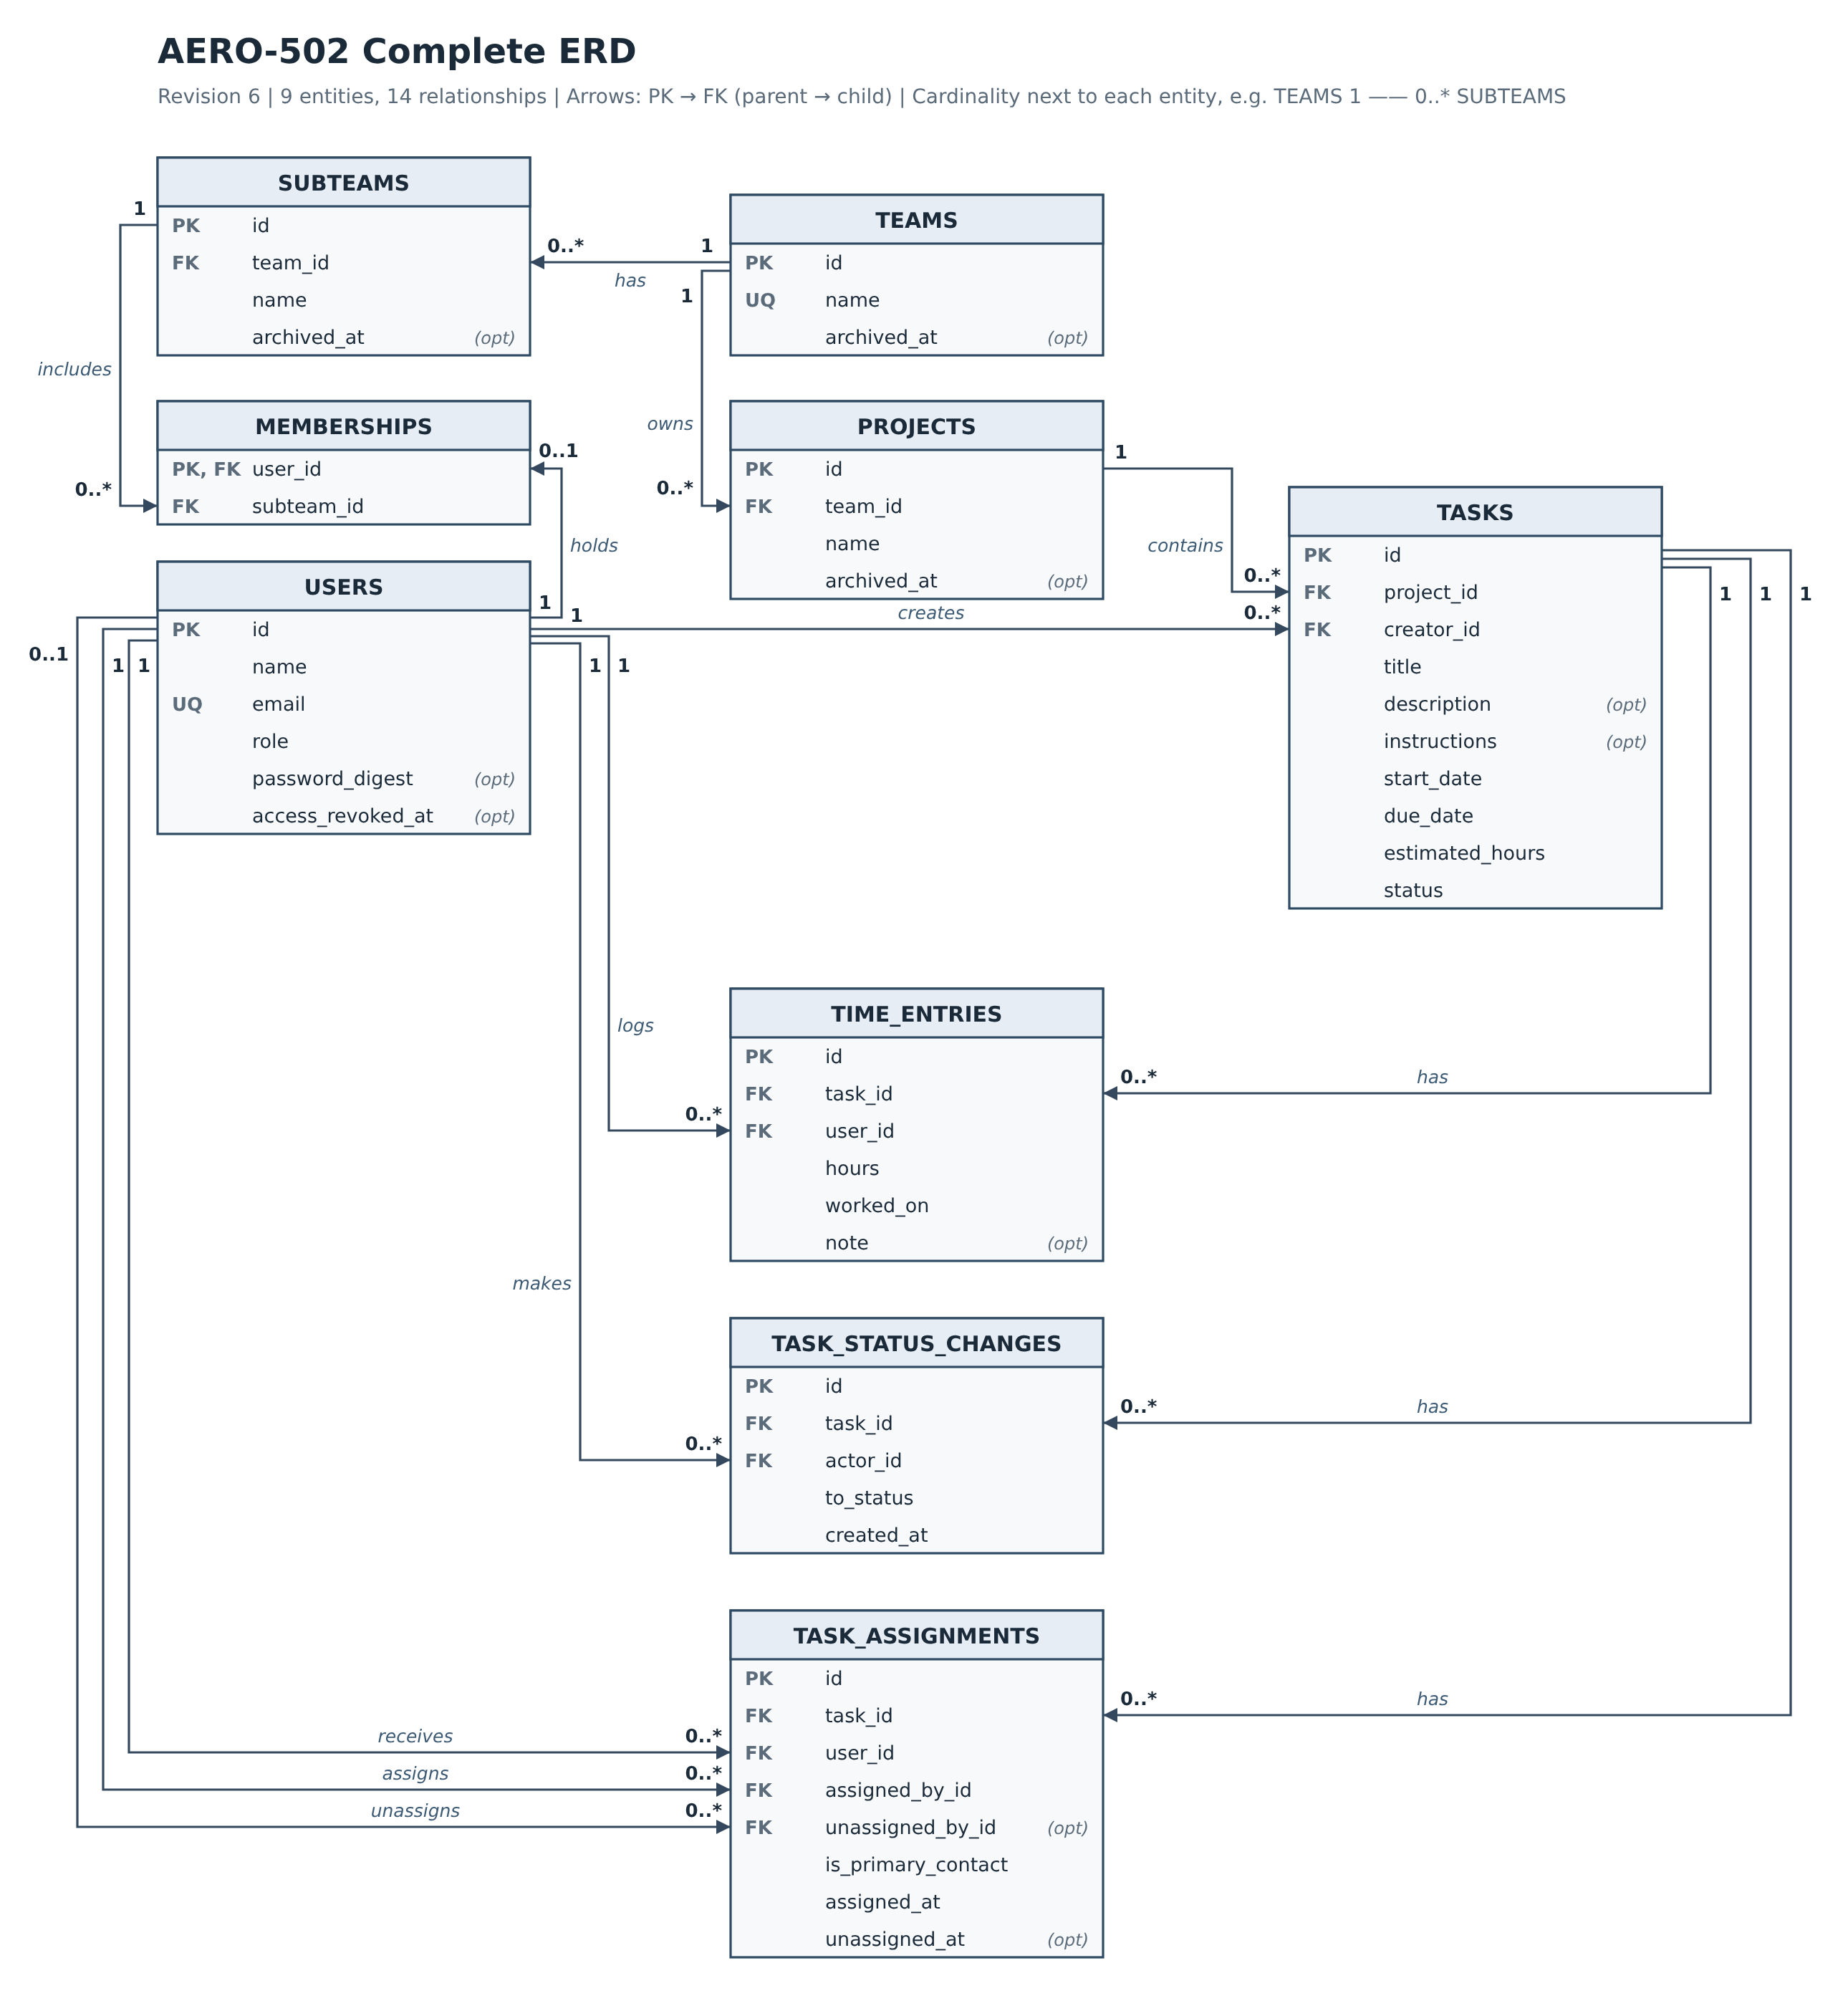 AERO-502 Complete ERD
Revision 6 | 9 entities, 14 relationships | Arrows: PK → FK (parent → child) | Cardinality next to each entity, e.g. TEAMS 1 —— 0..* SUBTEAMS
SUBTEAMS
PK id
FK team_id
name
archived_at (opt)
1
includes
0..*
0..*
1
has
TEAMS
PK id
UQ name
archived_at (opt)
1
owns
0..*
MEMBERSHIPS
PK, FK user_id
FK subteam_id
0..1
holds
1
PROJECTS
PK id
FK team_id
name
archived_at (opt)
1
contains
0..*
TASKS
PK id
FK project_id
FK creator_id
title
description (opt)
instructions (opt)
start_date
due_date
estimated_hours
status
1
1
1
USERS
PK id
name
UQ email
role
password_digest (opt)
access_revoked_at (opt)
1
creates
0..*
0..1
1
1
1
1
logs
0..*
TIME_ENTRIES
PK id
FK task_id
FK user_id
hours
worked_on
note (opt)
0..*
has
makes
0..*
TASK_STATUS_CHANGES
PK id
FK task_id
FK actor_id
to_status
created_at
0..*
has
TASK_ASSIGNMENTS
PK id
FK task_id
FK user_id
FK assigned_by_id
FK unassigned_by_id (opt)
is_primary_contact
assigned_at
unassigned_at (opt)
0..*
has
receives
0..*
assigns
0..*
unassigns
0..*